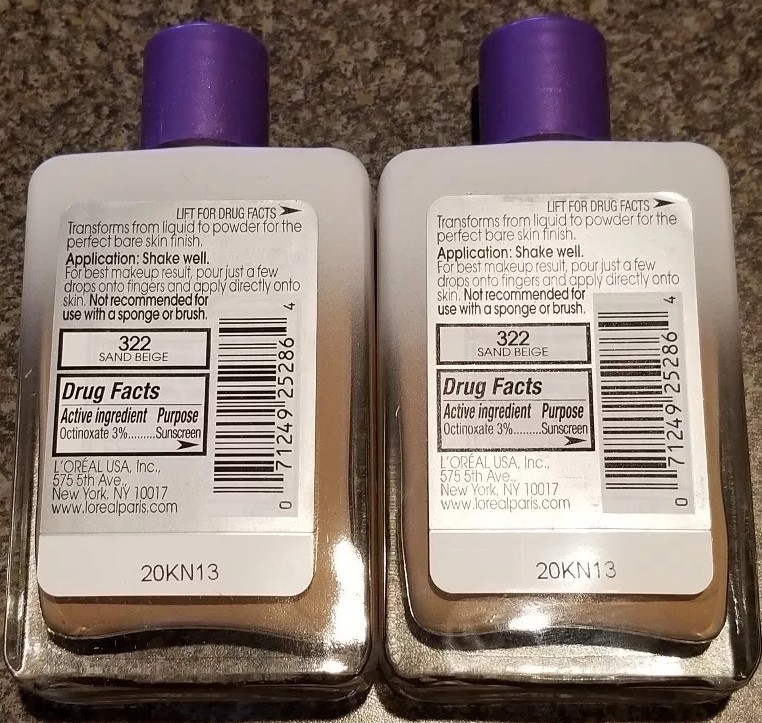 LIFT FOR DRUG FACTS
Transforms from liquid to powder for the
perfect bare skin finish.
Application: Shake well.
For best makeup result, pour just a few
drops onto fingers and apply directly onto
skin. Not recommended for
use with a sponge or brush.
322
SAND BEIGE
Drug Facts
Active ingredient Purpose
Octinoxate 3%.........Sunscreen
L'ORÉAL USA, Inc.,
575 5th Ave.,
New York, NY 10017
www.lorealparis.com
0 71249 25286 4
20KN13
LIFT FOR DRUG FACTS
Transforms from liquid to powder for the
perfect bare skin finish.
Application: Shake well.
For best makeup result, pour just a few
drops onto fingers and apply directly onto
skin. Not recommended for
use with a sponge or brush.
322
SAND BEIGE
Drug Facts
Active ingredient Purpose
Octinoxate 3%.........Sunscreen
L'ORÉAL USA, Inc.,
575 5th Ave.,
New York, NY 10017
www.lorealparis.com
0 71249 25286 4
20KN13